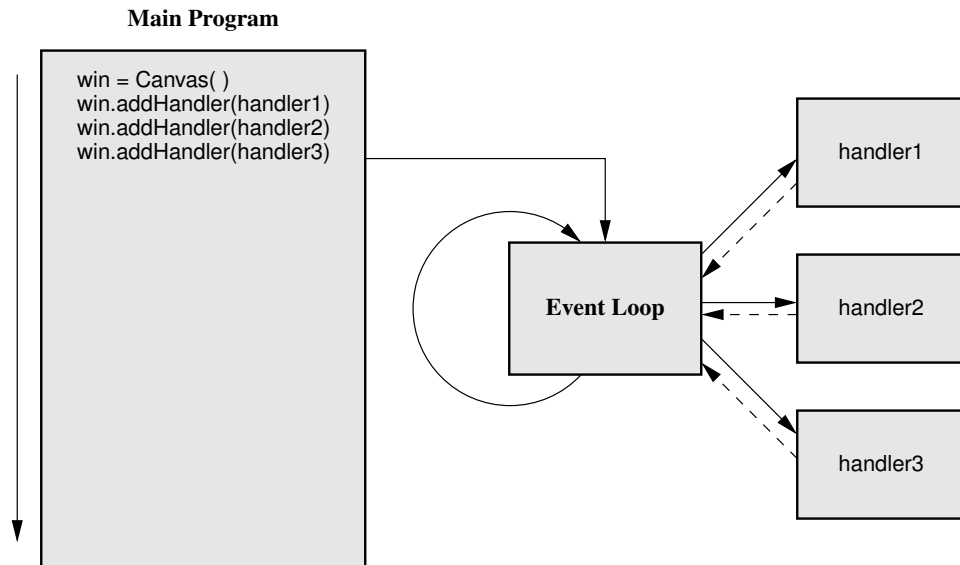 Main Program
win = Canvas( )
win.addHandler(handler1)
win.addHandler(handler2)
win.addHandler(handler3)
handler1
Event Loop
handler2
handler3